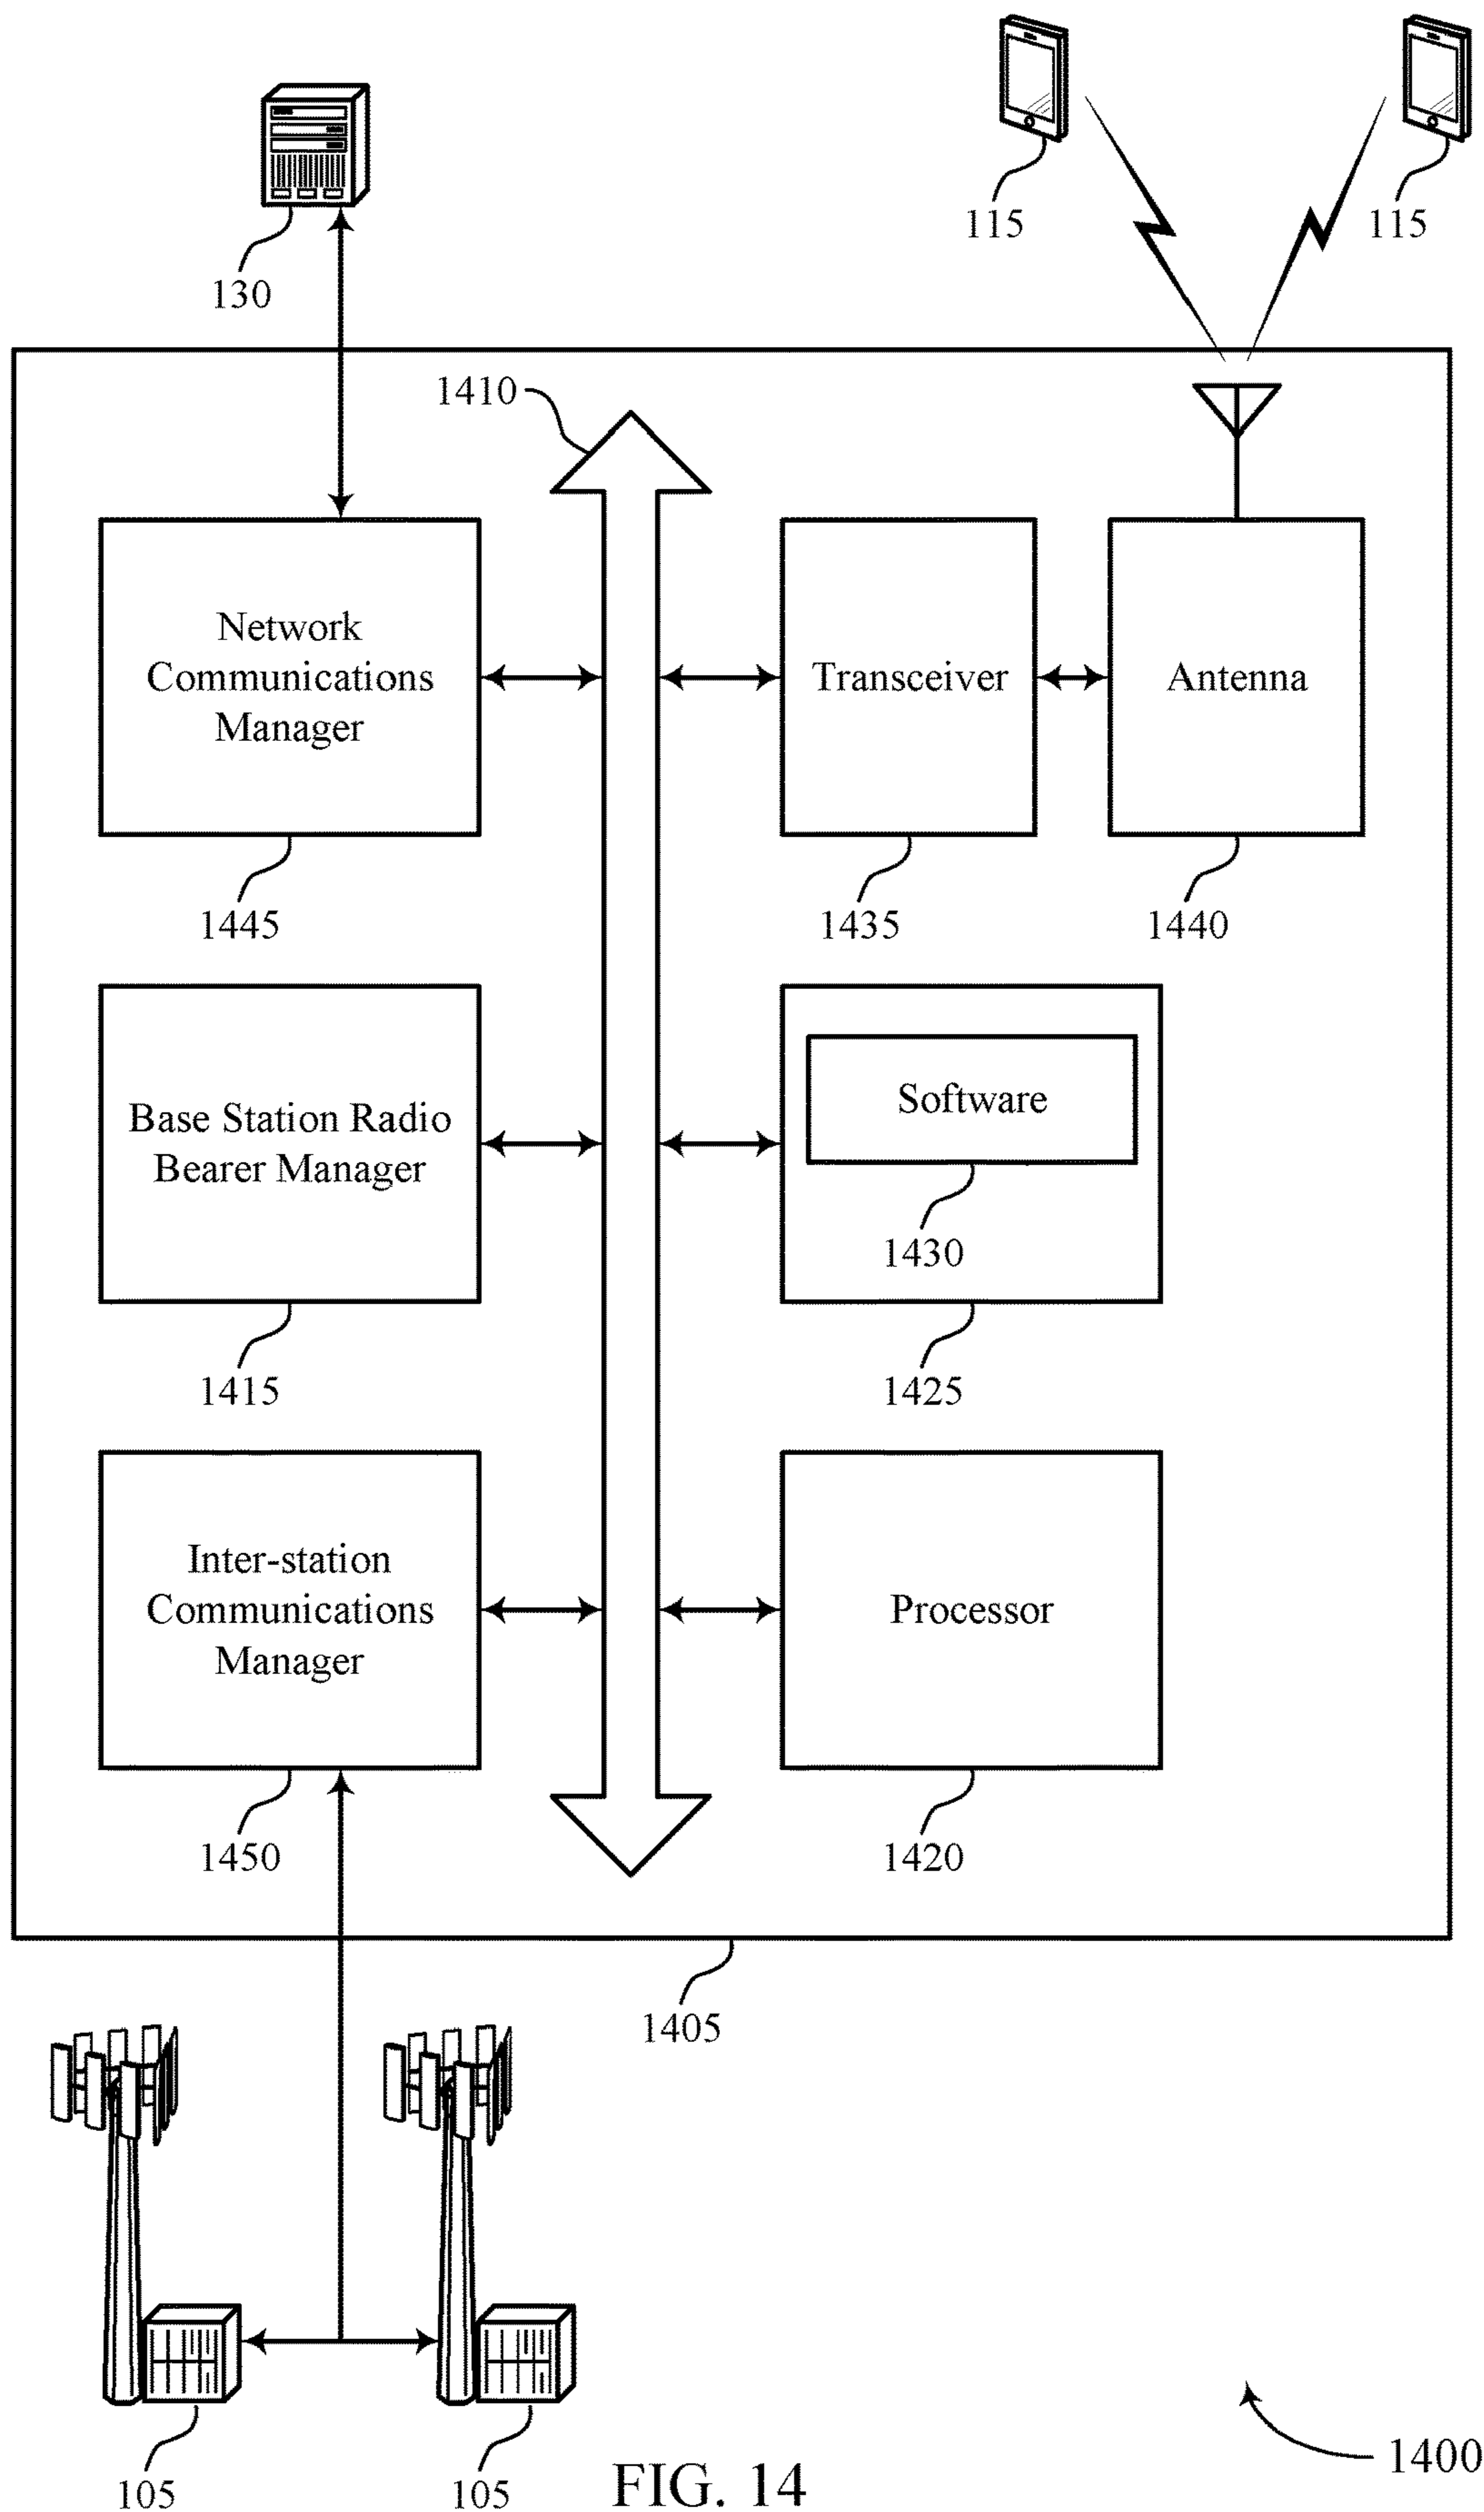 115
115
130
1410
Network
Communications
Manager
Transceiver
Antenna
1445
1435
1440
Base Station Radio
Bearer Manager
Software
1430
1415
1425
Inter-station
Communications
Manager
Processor
1450
1420
1405
105
105
FIG. 14
1400